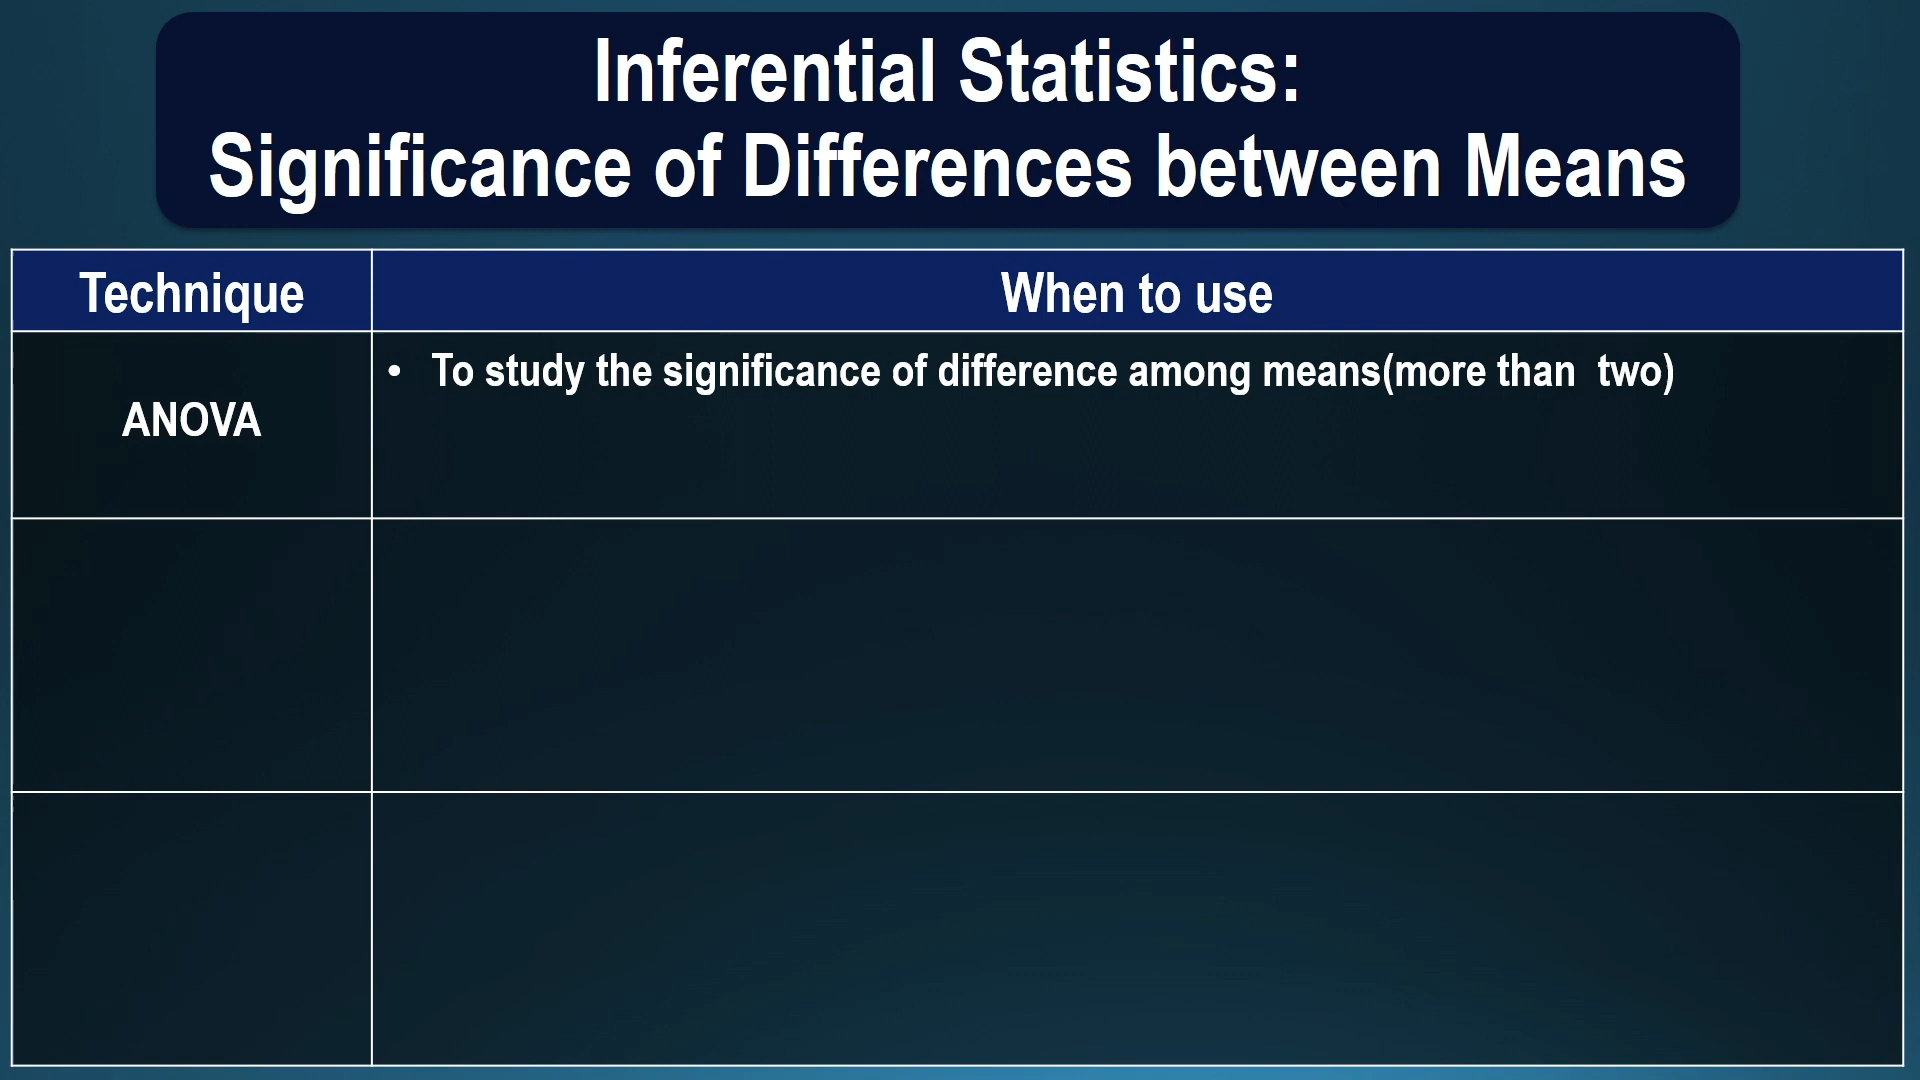 Inferential Statistics:
Significance of Differences between Means
Technique
When to use
ANOVA
• To study the significance of difference among means(more than  two)